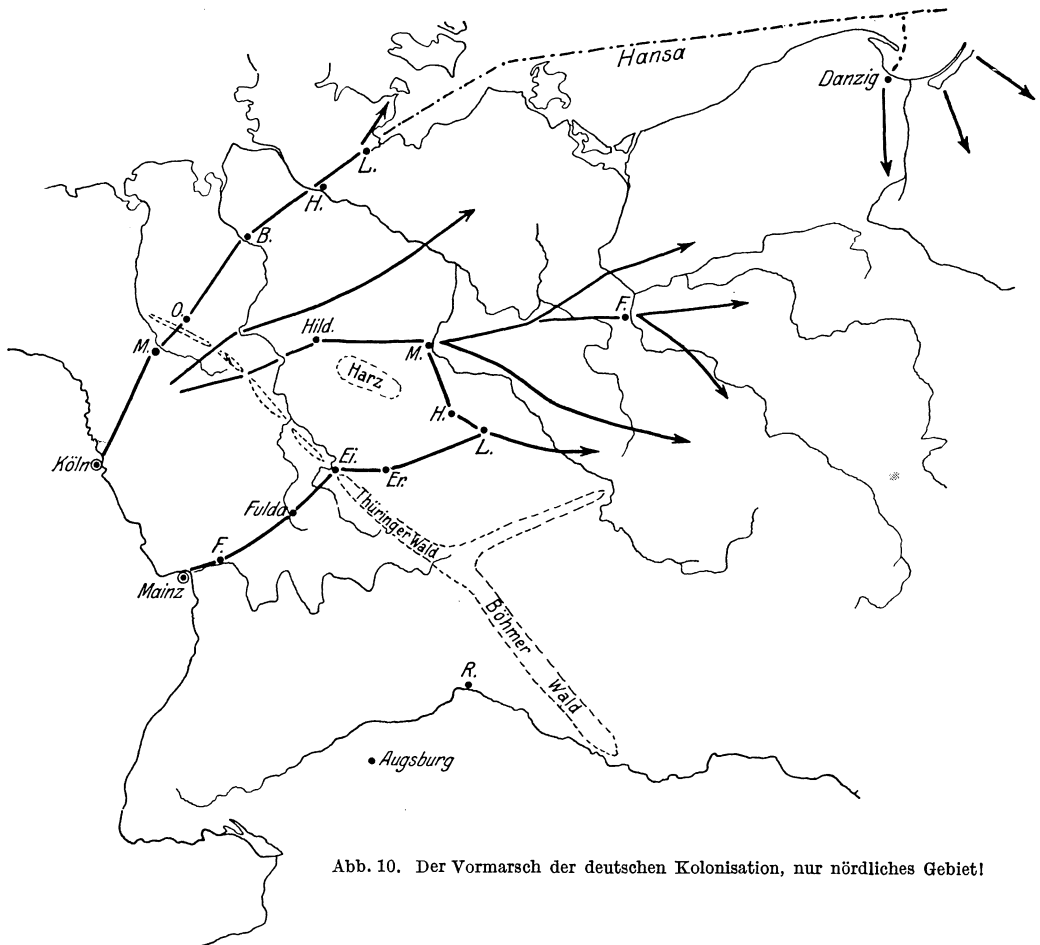 Hansa
Danzig
L.
H.
B.
O.
M.
Hild.
M.
F.
Harz
H.
L.
Köln
Ei.
Er.
Fulda
Thüringer Wald
F.
Mainz
Böhmer
Wald
R.
Augsburg
Abb. 10. Der Vormarsch der deutschen Kolonisation, nur nördliches Gebiet!